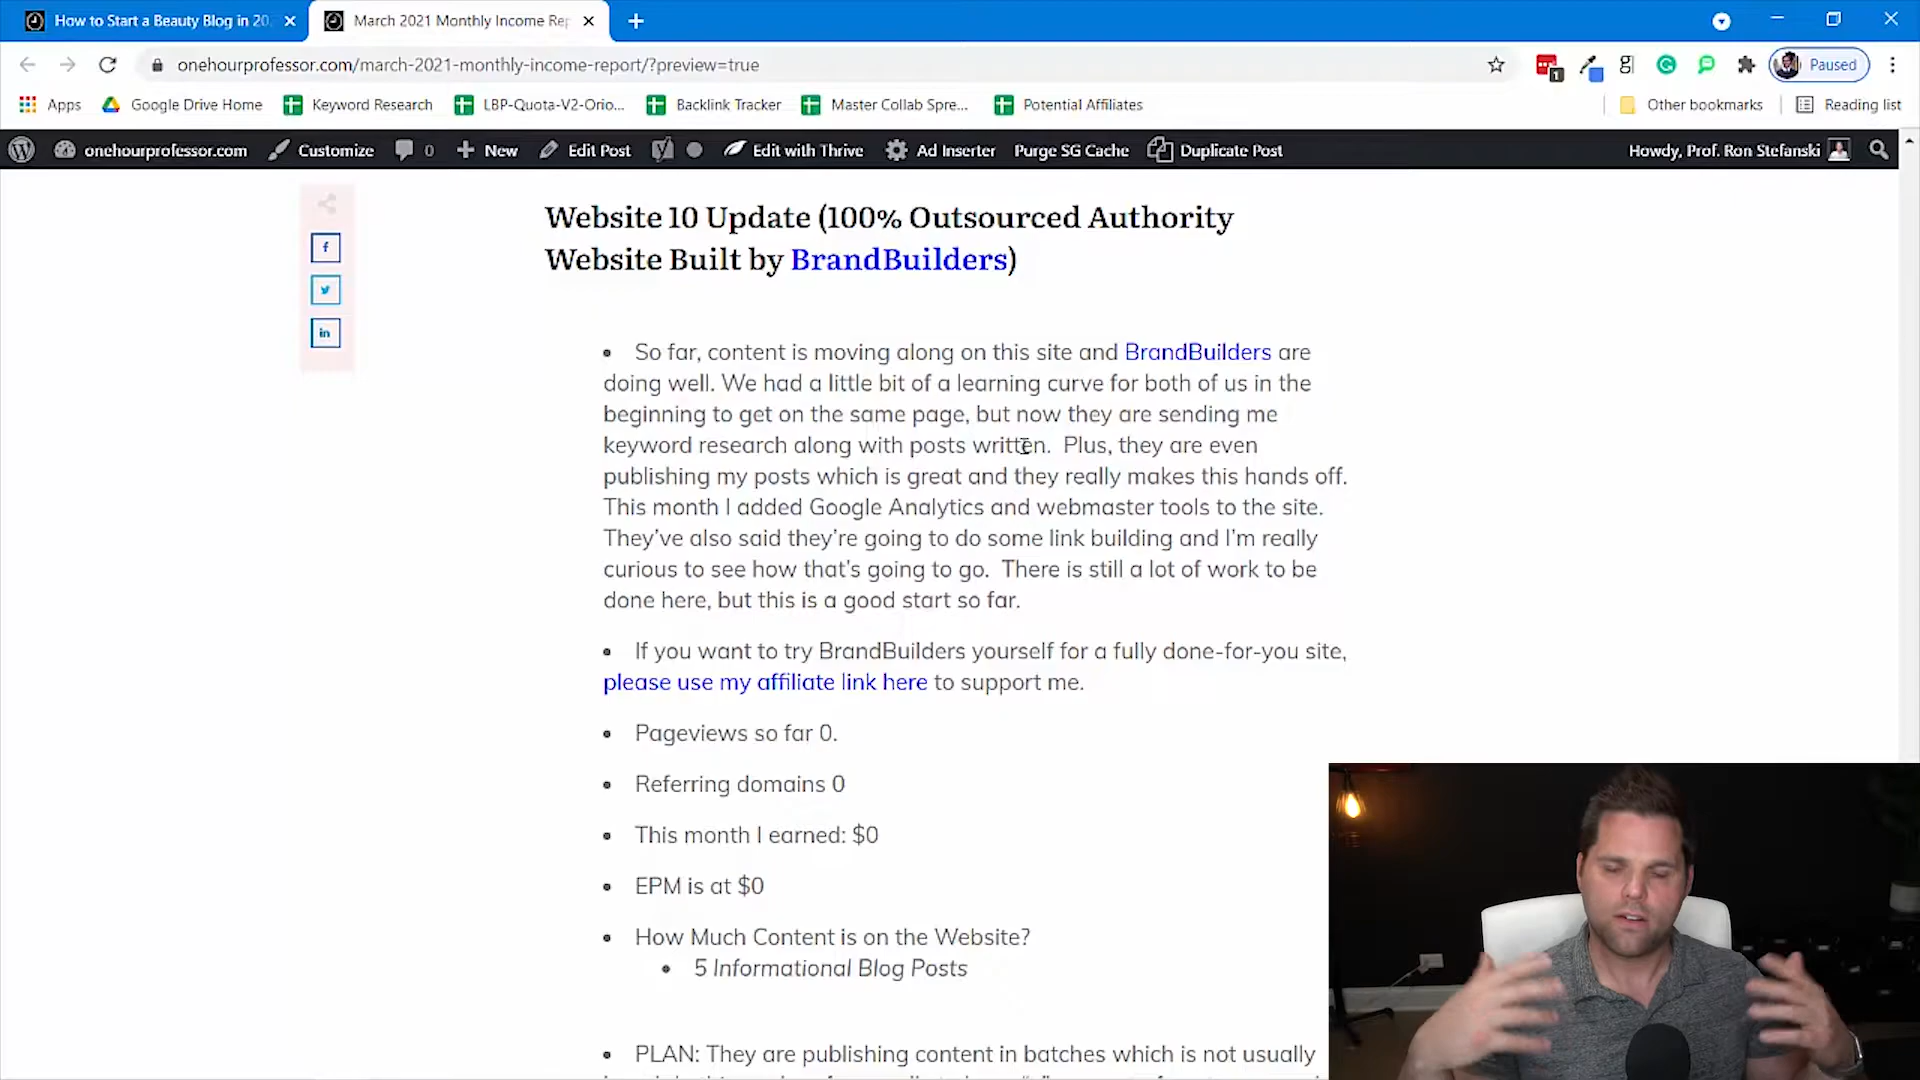 How to Start a Beauty Blog in 20
March 2021 Monthly Income Rep
onehourprofessor.com/march-2021-monthly-income-report/?preview=true
1
Paused
Apps
Google Drive Home
Keyword Research
LBP-Quota-V2-Orio...
Backlink Tracker
Master Collab Spre...
Potential Affiliates
Other bookmarks
Reading list
onehourprofessor.com
Customize
0
New
Edit Post
Edit with Thrive
Ad Inserter
Purge SG Cache
Duplicate Post
Howdy, Prof. Ron Stefanski
Website 10 Update (100% Outsourced Authority
Website Built by BrandBuilders)
So far, content is moving along on this site and BrandBuilders are
doing well. We had a little bit of a learning curve for both of us in the
beginning to get on the same page, but now they are sending me
keyword research along with posts written. Plus, they are even
publishing my posts which is great and they really makes this hands off.
This month I added Google Analytics and webmaster tools to the site.
They’ve also said they’re going to do some link building and I’m really
curious to see how that’s going to go. There is still a lot of work to be
done here, but this is a good start so far.
If you want to try BrandBuilders yourself for a fully done-for-you site,
please use my affiliate link here to support me.
Pageviews so far 0.
Referring domains 0
This month I earned: $0
EPM is at $0
How Much Content is on the Website?
5 Informational Blog Posts
PLAN: They are publishing content in batches which is not usually